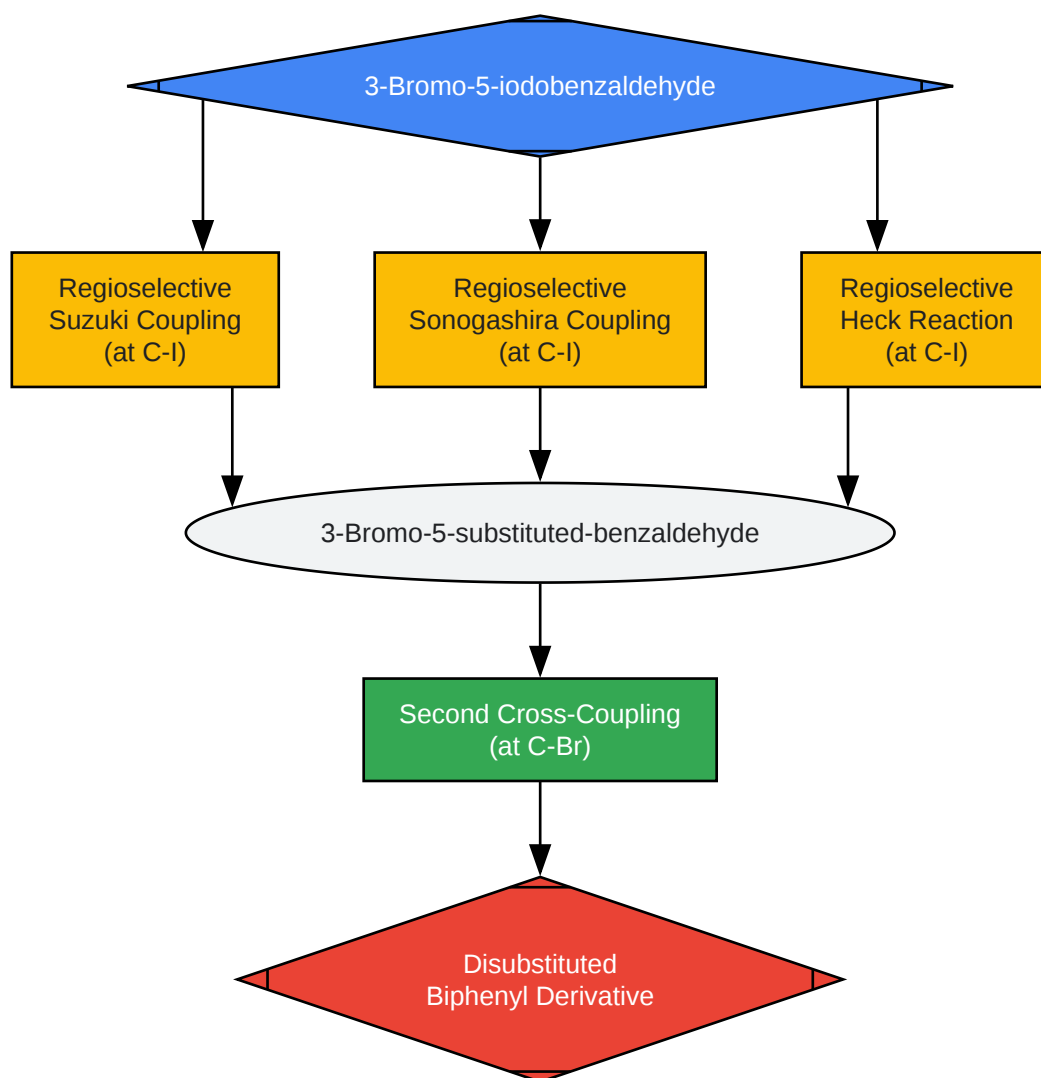 3-Bromo-5-iodobenzaldehyde
Regioselective
Suzuki Coupling
(at C-I)
Regioselective
Sonogashira Coupling
(at C-I)
Regioselective
Heck Reaction
(at C-I)
3-Bromo-5-substituted-benzaldehyde
Second Cross-Coupling
(at C-Br)
Disubstituted
Biphenyl Derivative